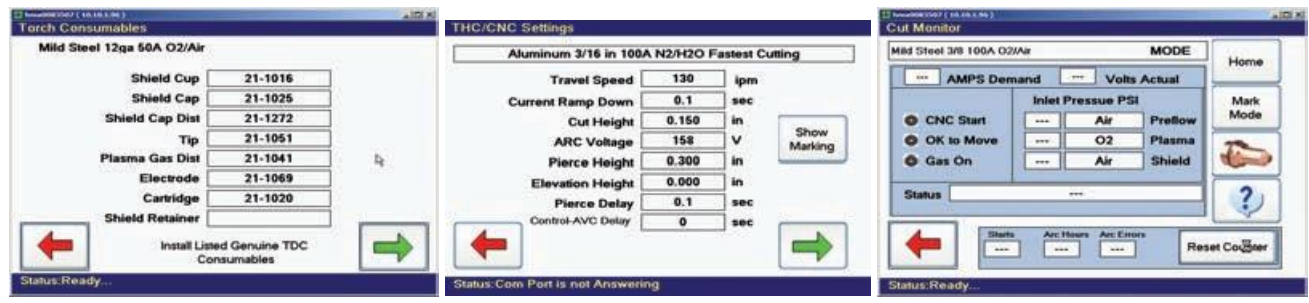 Torch Consumables
Mild Steel 12ga 50A O2/Air
Shield Cup 21-1016
Shield Cap 21-1025
Shield Cap Dist 21-1272
Tip 21-1051
Plasma Gas Dist 21-1041
Electrode 21-1069
Cartridge 21-1020
Shield Retainer
Install Listed Genuine TDC
Consumables
Status:Ready...
THC/CNC Settings
Aluminum 3/16 in 100A N2/H2O Fastest Cutting
Travel Speed 130 ipm
Current Ramp Down 0.1 sec
Cut Height 0.150 in
ARC Voltage 158 V
Pierce Height 0.300 in
Elevation Height 0.000 in
Pierce Delay 0.1 sec
Control-AVC Delay 0 sec
Show
Marking
Status:Com Port is not Answering
Cut Monitor
Mild Steel 3/8 100A O2/Air MODE
--- AMPS Demand --- Volts Actual
Inlet Pressue PSI
CNC Start --- Air Preflow
OK to Move --- O2 Plasma
Gas On --- Air Shield
Status ---
Home
Mark
Mode
?
Starts Arc Hours Arc Errors
--- --- ---
Reset Counter
Status:Ready...